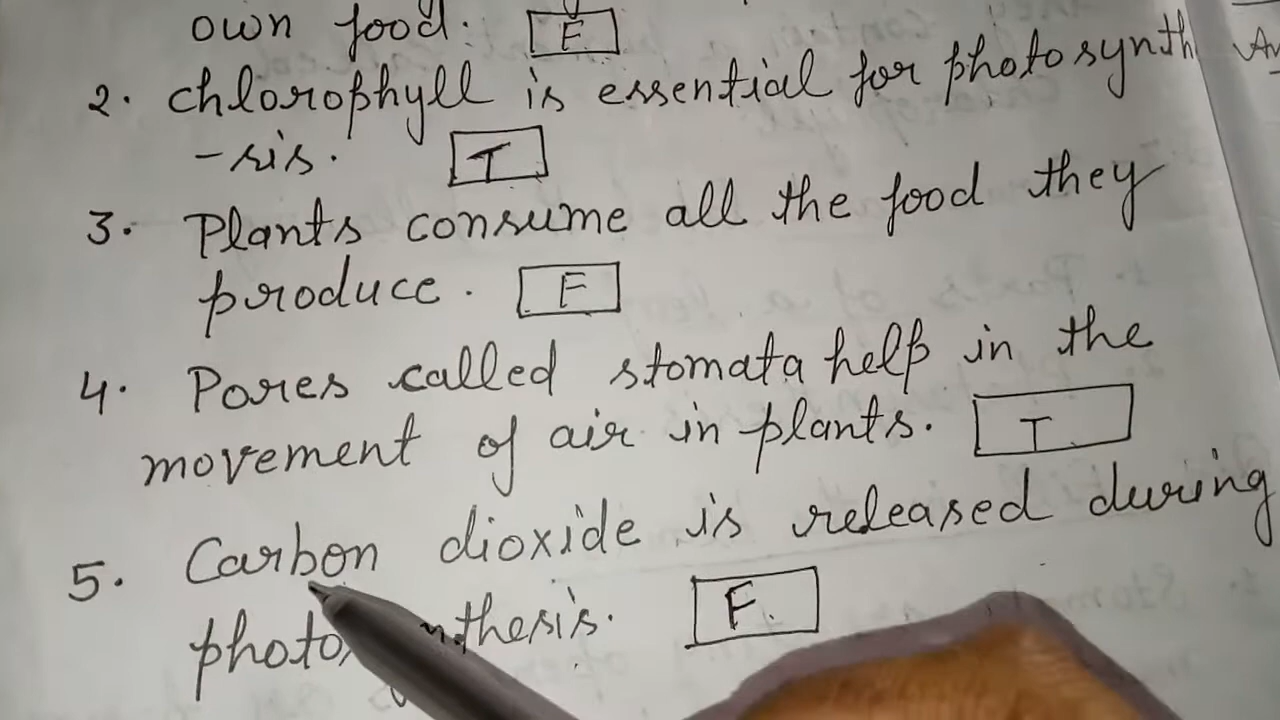 own food. F
2. chlorophyll is essential for photosynth
-sis. T
3. Plants consume all the food they
produce. F
4. Pores called stomata help in the
movement of air in plants. T
5. Carbon dioxide is released during
photosynthesis. F.